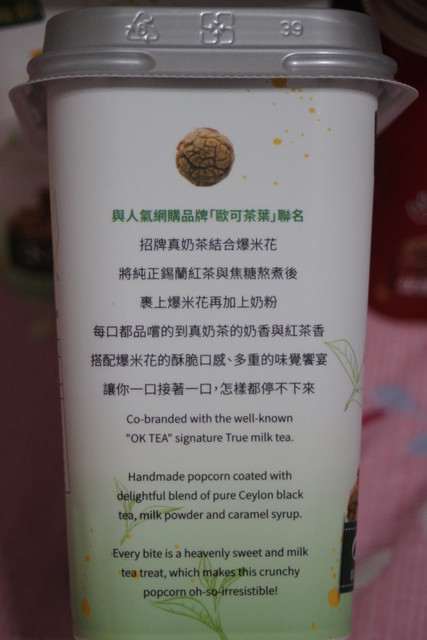 39
與人氣網購品牌「歐可茶葉」聯名
招牌真奶茶結合爆米花
將純正錫蘭紅茶與焦糖熬煮後
裹上爆米花再加上奶粉
每口都品嚐的到真奶茶的奶香與紅茶香
搭配爆米花的酥脆口感、多重的味覺饗宴
讓你一口接著一口，怎樣都停不下來
Co-branded with the well-known
"OK TEA" signature True milk tea.
Handmade popcorn coated with
delightful blend of pure Ceylon black
tea, milk powder and caramel syrup.
Every bite is a heavenly sweet and milk
tea treat, which makes this crunchy
popcorn oh-so-irresistible!